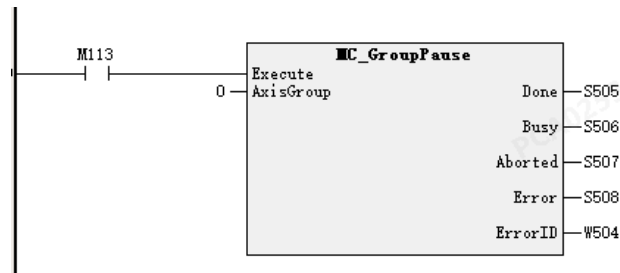 M113
MC_GroupPause
Execute
0 AxisGroup
Done S505
Busy S506
Aborted S507
Error S508
ErrorID W504